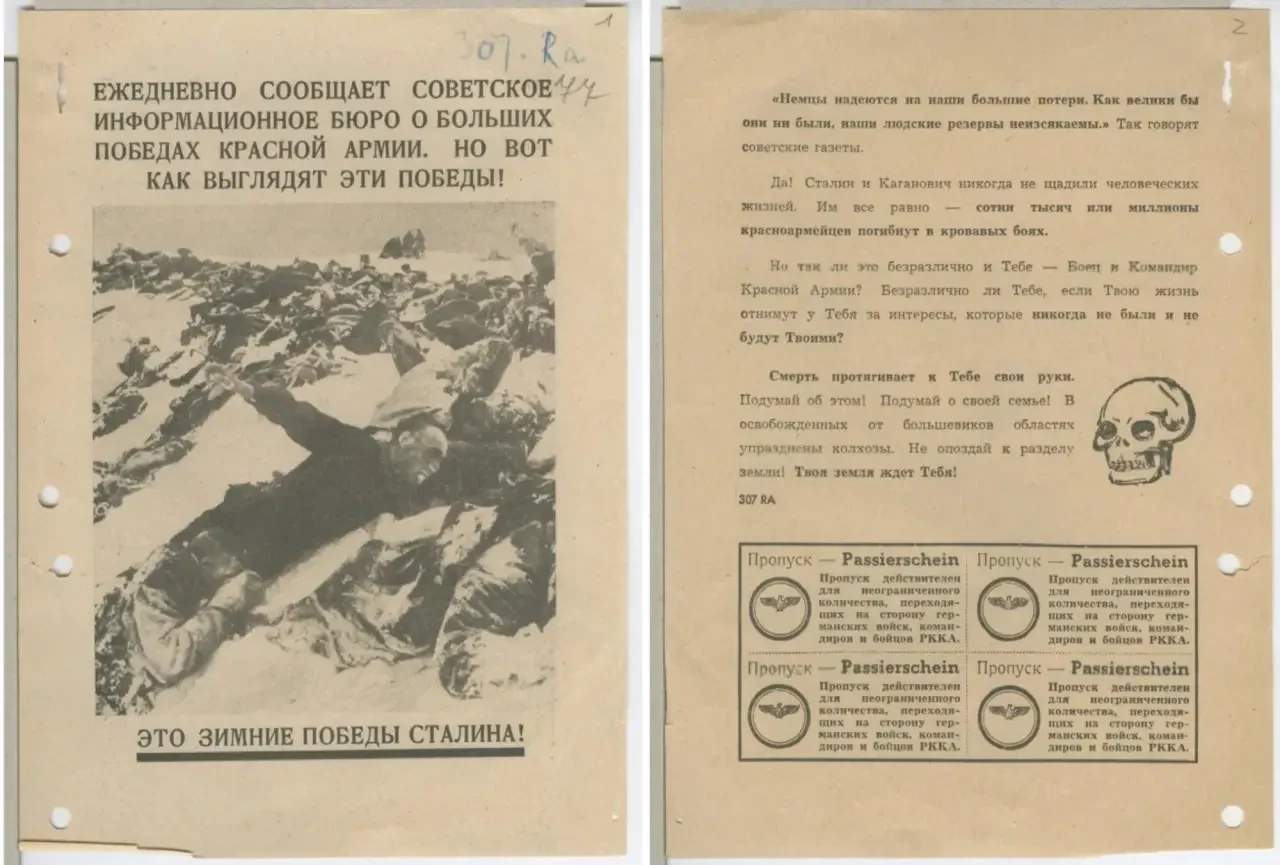 1
307. Ra
77
ЕЖЕДНЕВНО СООБЩАЕТ СОВЕТСКОЕ
ИНФОРМАЦИОННОЕ БЮРО О БОЛЬШИХ
ПОБЕДАХ КРАСНОЙ АРМИИ. НО ВОТ
КАК ВЫГЛЯДЯТ ЭТИ ПОБЕДЫ!
ЭТО ЗИМНИЕ ПОБЕДЫ СТАЛИНА!
2
«Немцы надеются на наши большие потери. Как велики бы
они ни были, наши людские резервы неизсякаемы.» Так говорят
советские газеты.
Да! Сталин и Каганович никогда не щадили человеческих
жизней. Им все равно — сотни тысяч или миллионы
красноармейцев погибнут в кровавых боях.
Но так ли это безразлично и Тебе — Боец и Командир
Красной Армии? Безразлично ли Тебе, если Твою жизнь
отнимут у Тебя за интересы, которые никогда не были и не
будут Твоими?
Смерть протягивает к Тебе свои руки.
Подумай об этом! Подумай о своей семье! В
освобожденных от большевиков областях
упразднены колхозы. Не опоздай к разделу
земли! Твоя земля ждет Тебя!
307 RA
Пропуск — Passierschein
Пропуск действителен
для неограниченного
количества, переходя-
щих на сторону гер-
манских войск, коман-
диров и бойцов РККА.
Пропуск — Passierschein
Пропуск действителен
для неограниченного
количества, переходя-
щих на сторону гер-
манских войск, коман-
диров и бойцов РККА.
Пропуск — Passierschein
Пропуск действителен
для неограниченного
количества, переходя-
щих на сторону гер-
манских войск, коман-
диров и бойцов РККА.
Пропуск — Passierschein
Пропуск действителен
для неограниченного
количества, переходя-
щих на сторону гер-
манских войск, коман-
диров и бойцов РККА.